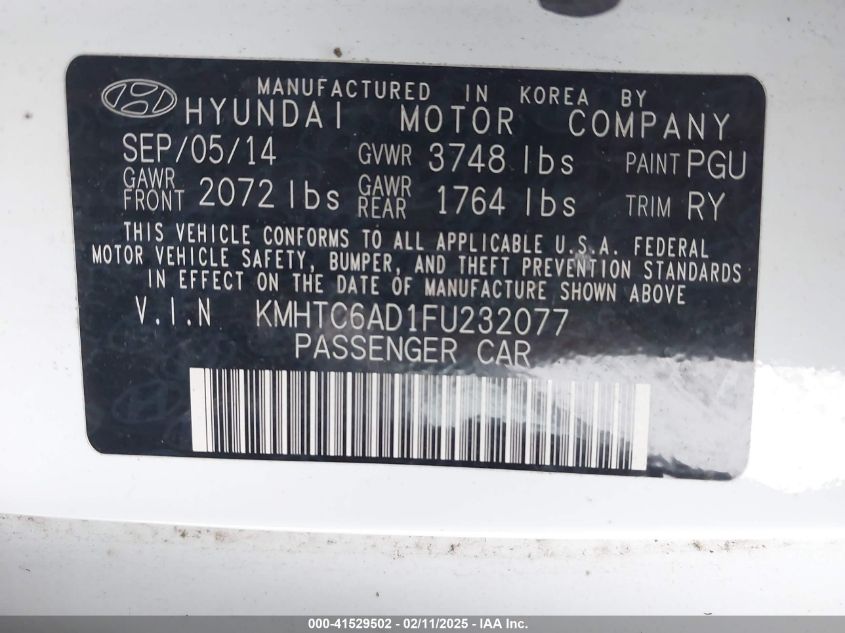 MANUFACTURED IN KOREA BY
HYUNDAI MOTOR COMPANY
SEP/05/14 GVWR 3748 lbs PAINT PGU
GAWR FRONT 2072 lbs GAWR REAR 1764 lbs TRIM RY
THIS VEHICLE CONFORMS TO ALL APPLICABLE U.S.A. FEDERAL
MOTOR VEHICLE SAFETY, BUMPER, AND THEFT PREVENTION STANDARDS
IN EFFECT ON THE DATE OF MANUFACTURE SHOWN ABOVE
V.I.N KMHTC6AD1FU232077
PASSENGER CAR
000-41529502 - 02/11/2025 - IAA Inc.